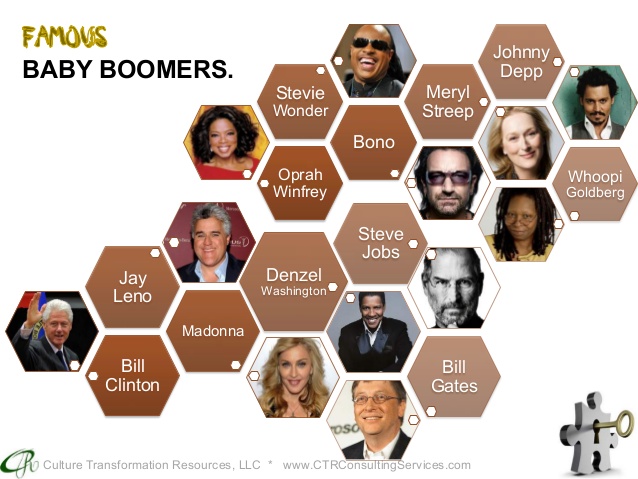 FAMOUS
BABY BOOMERS.
Johnny
Depp
Stevie
Wonder
Meryl
Streep
Bono
Oprah
Winfrey
Whoopi
Goldberg
Steve
Jobs
Jay
Leno
Denzel
Washington
Madonna
Bill
Clinton
Bill
Gates
Culture Transformation Resources, LLC * www.CTRConsultingServices.com